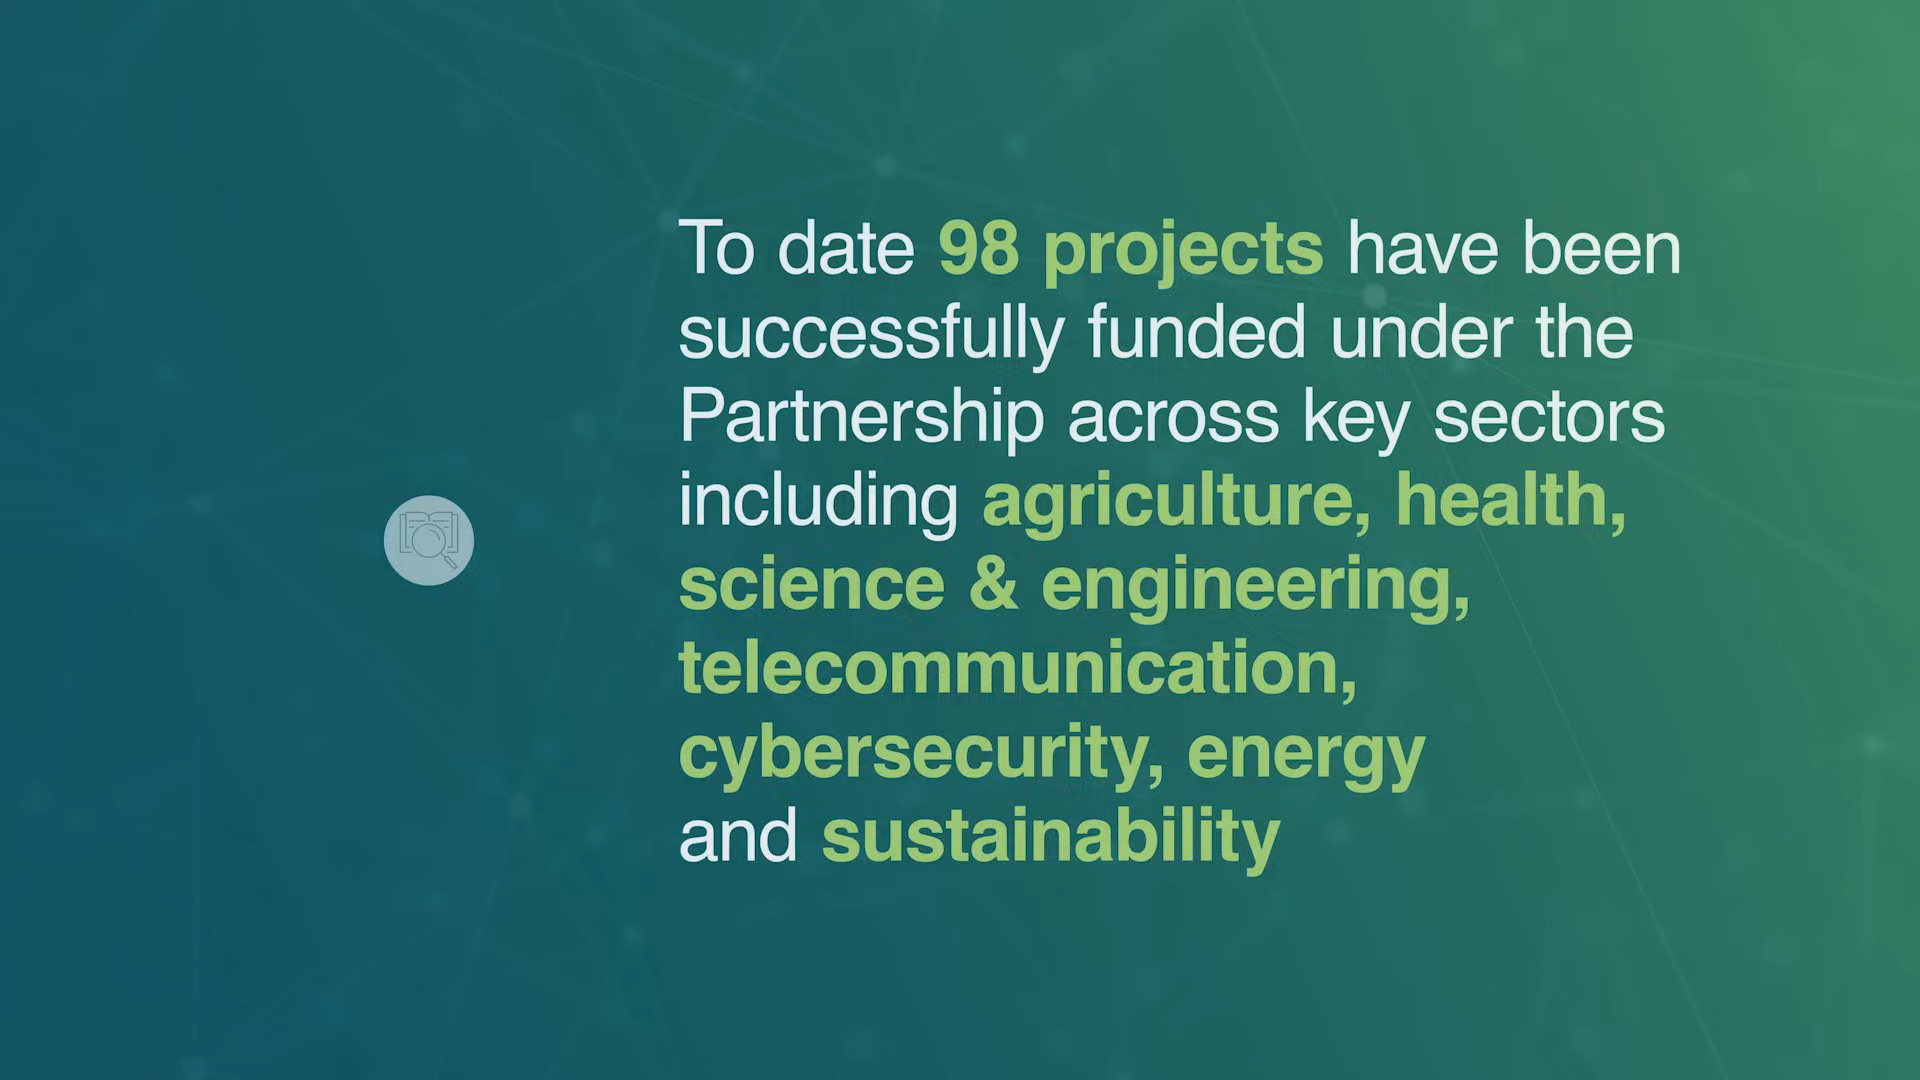 To date 98 projects have been
successfully funded under the
Partnership across key sectors
including agriculture, health,
science & engineering,
telecommunication,
cybersecurity, energy
and sustainability